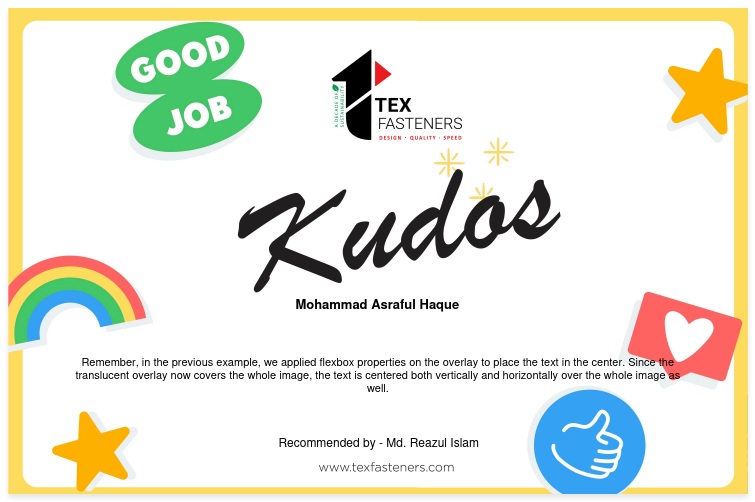 GOOD
JOB
A DECADE IN
SUSTAINABILITY
TEX
FASTENERS
DESIGN • QUALITY • SPEED
Kudos
Mohammad Asraful Haque
Remember, in the previous example, we applied flexbox properties on the overlay to place the text in the center. Since the
translucent overlay now covers the whole image, the text is centered both vertically and horizontally over the whole image as
well.
Recommended by - Md. Reazul Islam
www.texfasteners.com